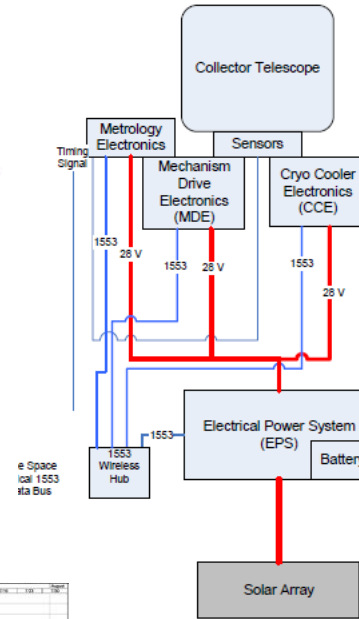 Collector Telescope
Metrology
Electronics
Sensors
Timing
Signal
Mechanism
Drive
Electronics
(MDE)
Cryo Cooler
Electronics
(CCE)
1553
28 V
1553
28 V
1553
28 V
Electrical Power System
(EPS)
Battery
1553
1553
Wireless
Hub
e Space
ical 1553
ata Bus
Solar Array
August